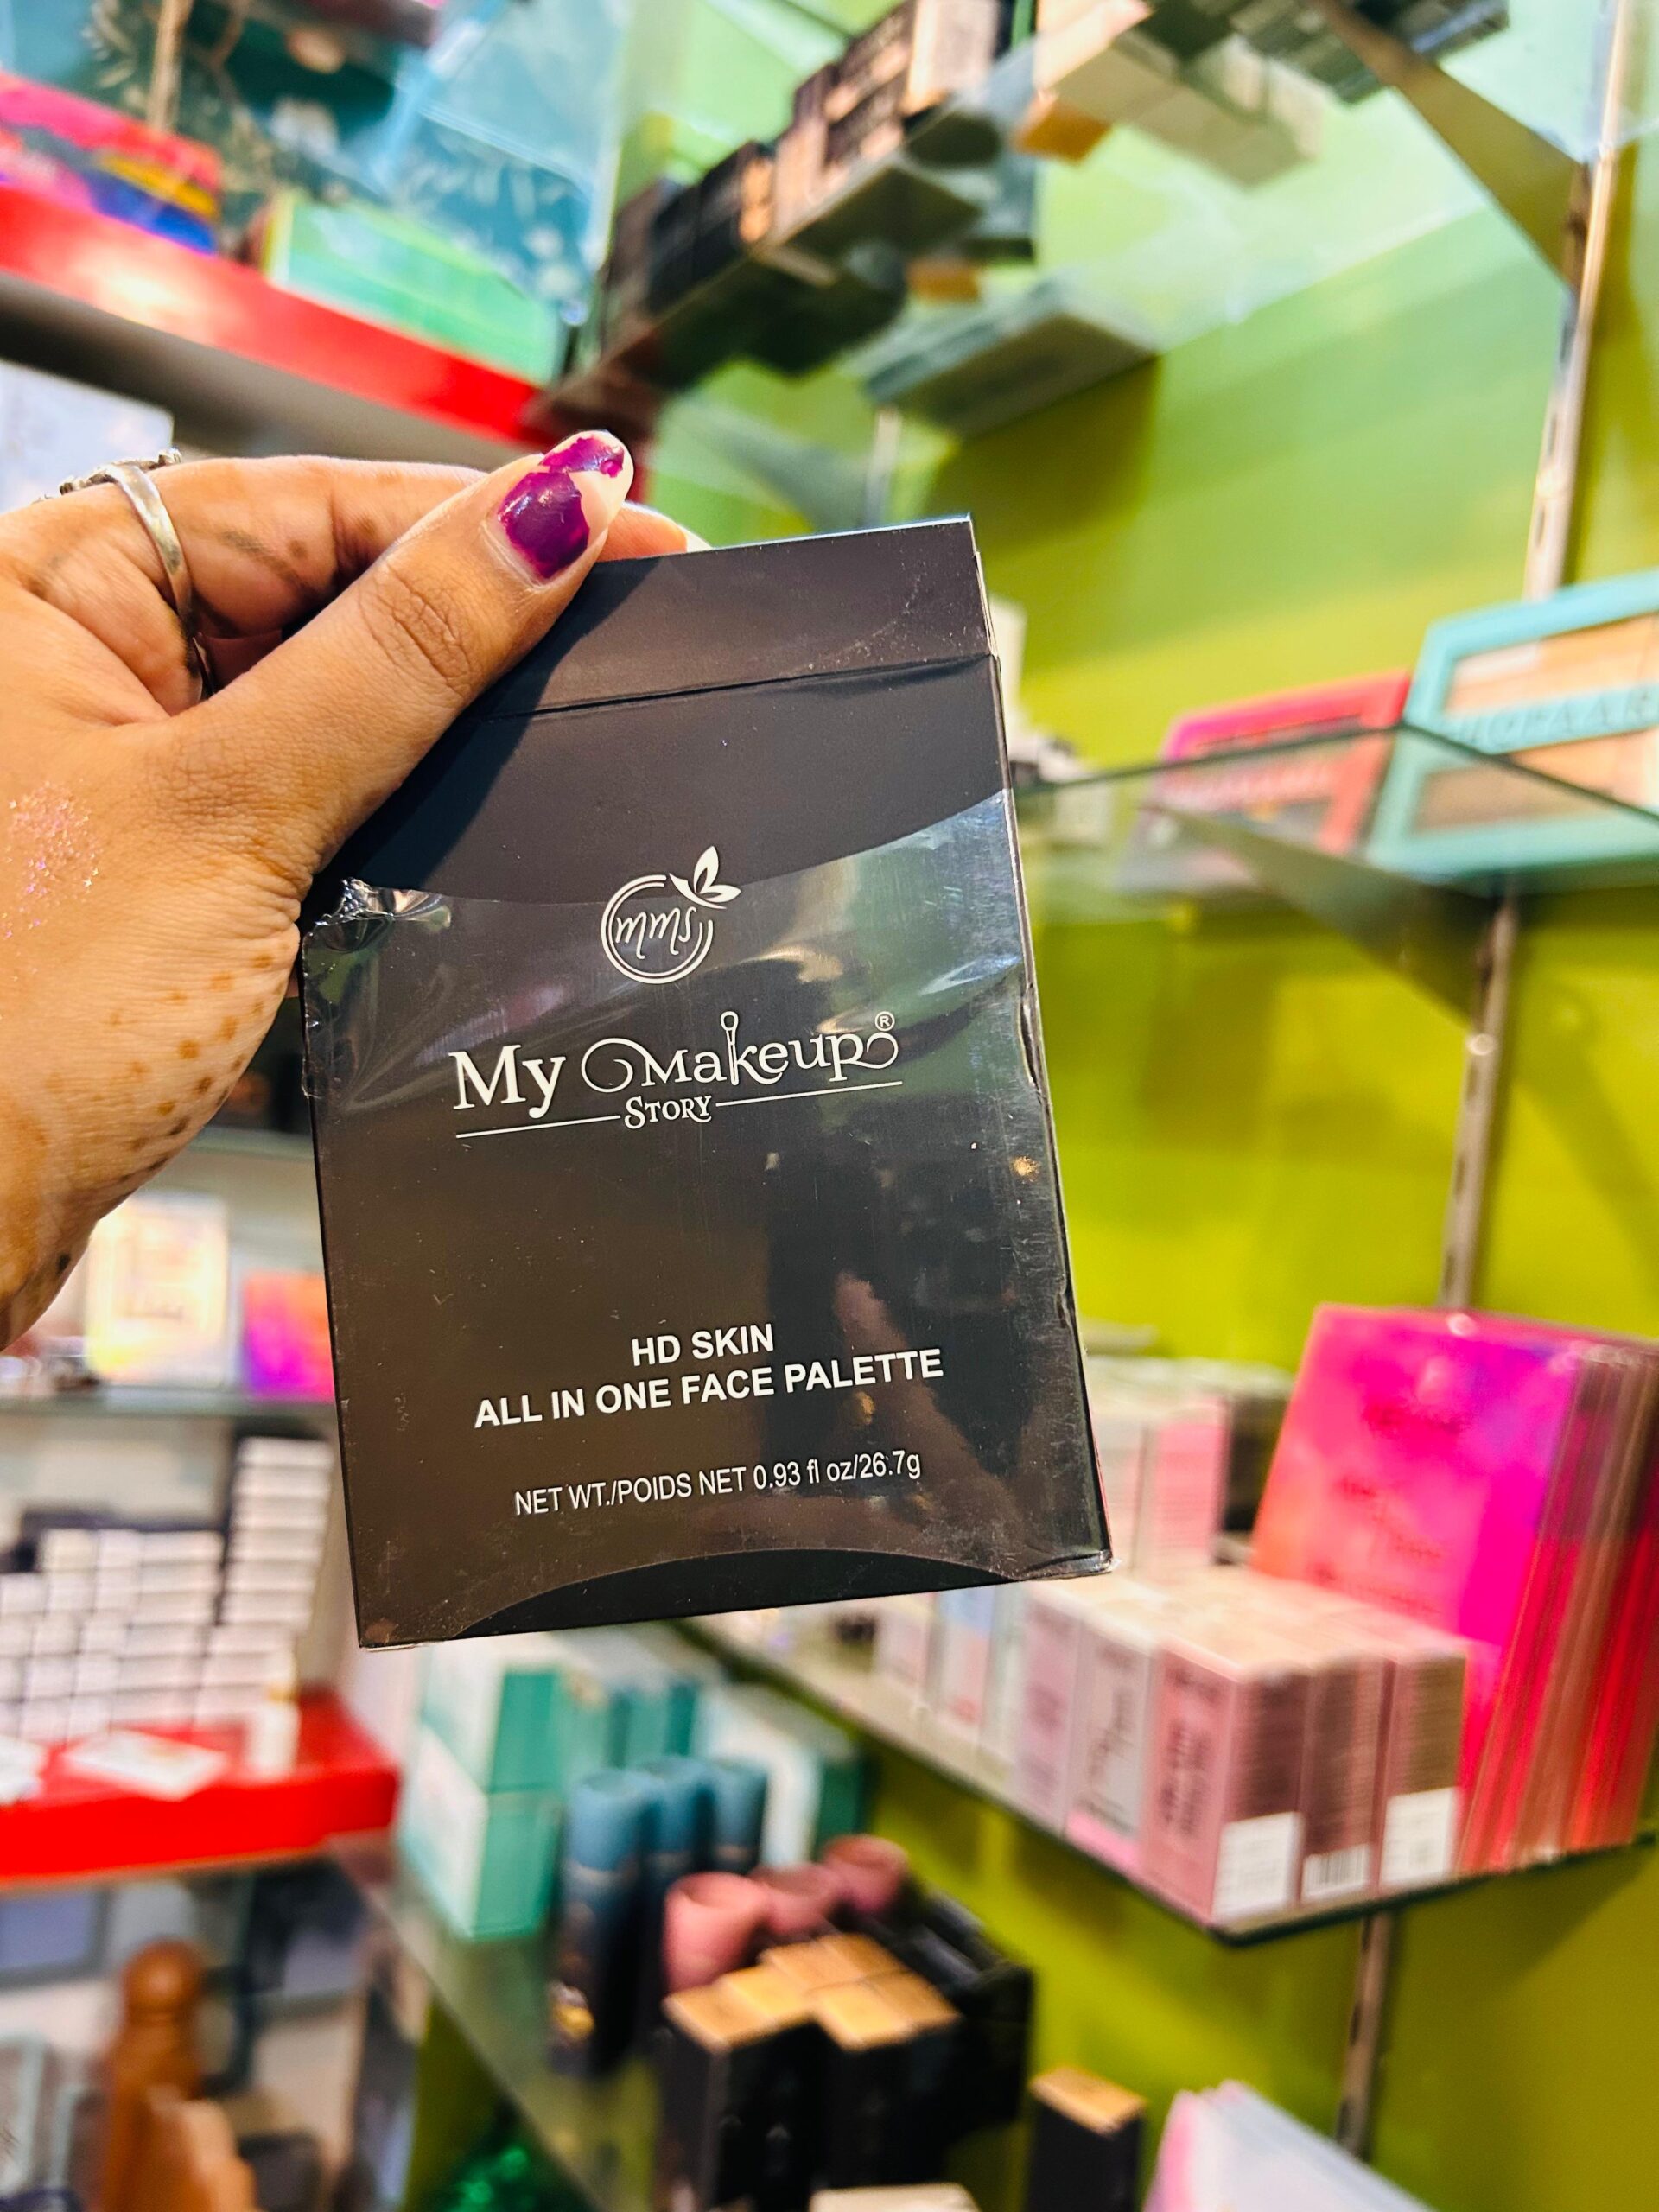 My Makeup®
Story
HD SKIN
ALL IN ONE FACE PALETTE
NET WT./POIDS NET 0.93 fl oz/26.7g